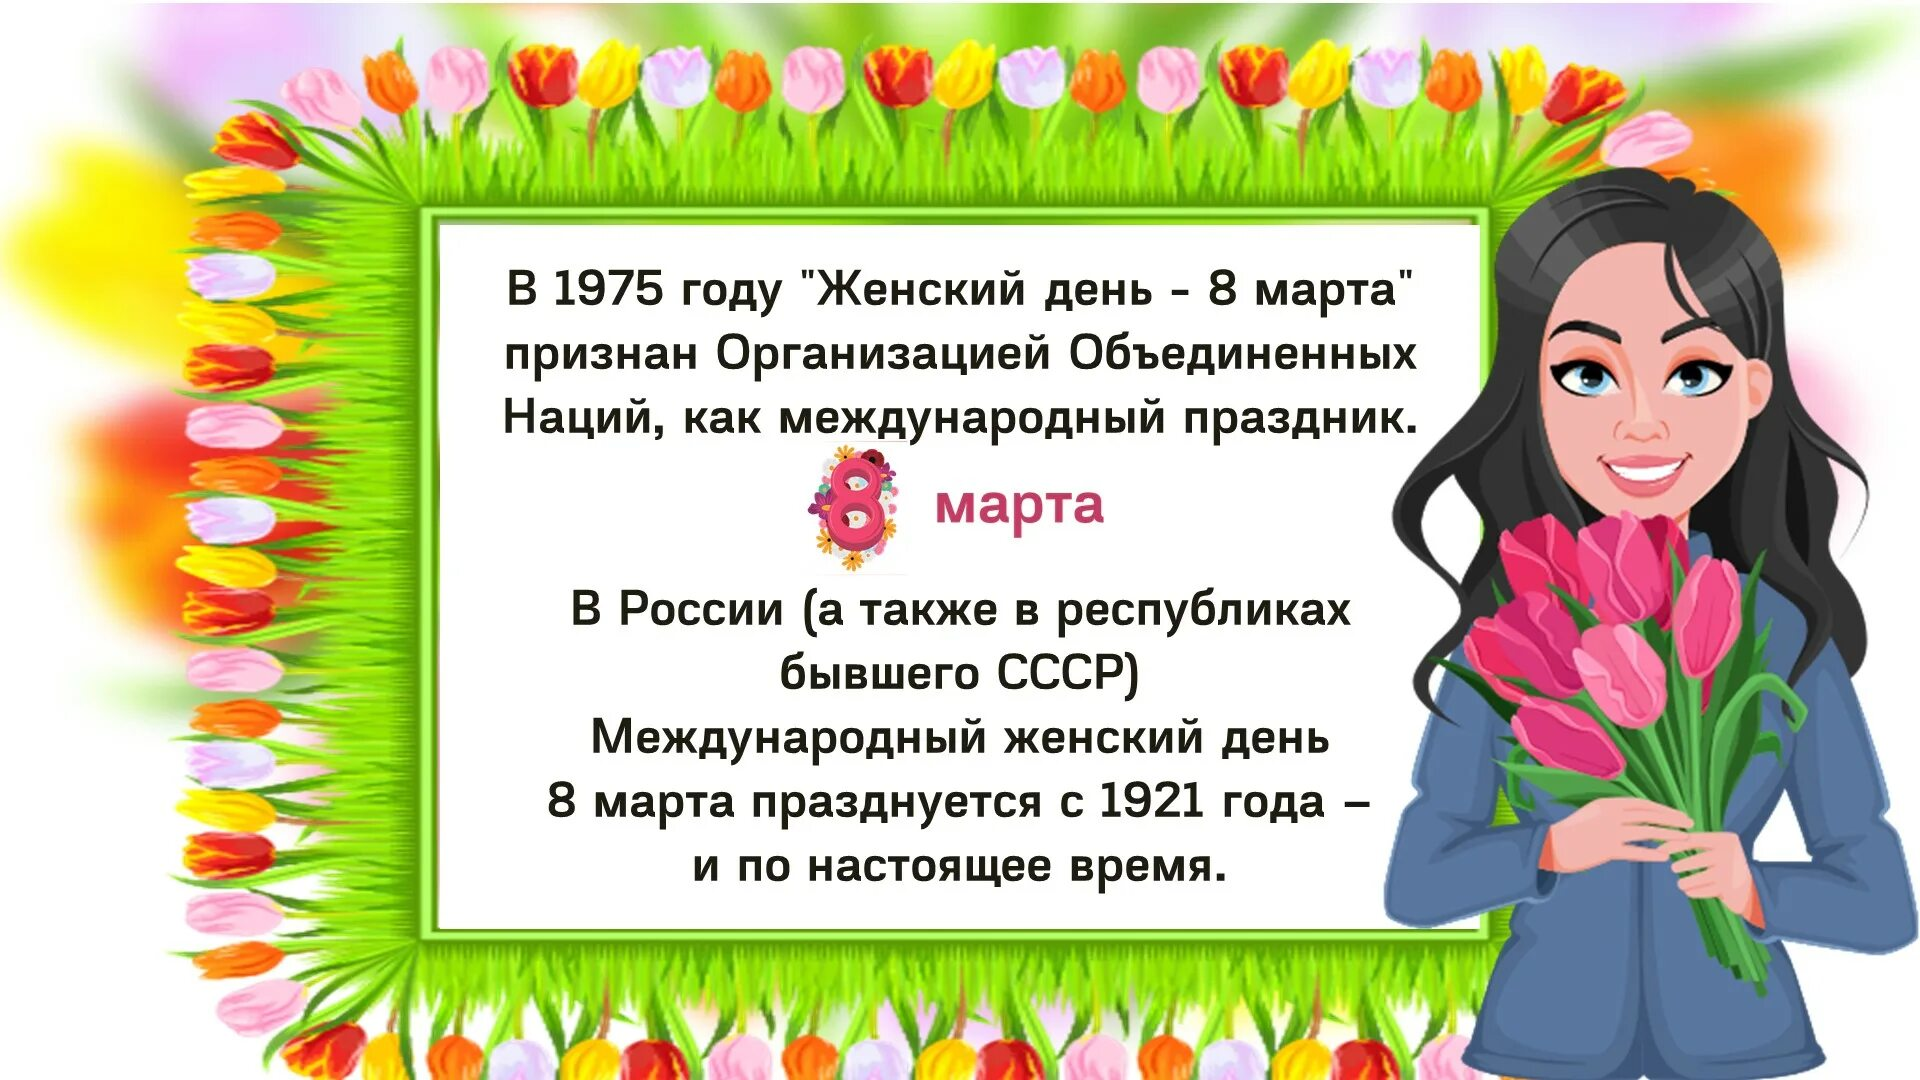 В 1975 году "Женский день - 8 марта"
признан Организацией Объединенных
Наций, как международный праздник.
8 марта
В России (а также в республиках
бывшего СССР)
Международный женский день
8 марта празднуется с 1921 года –
и по настоящее время.